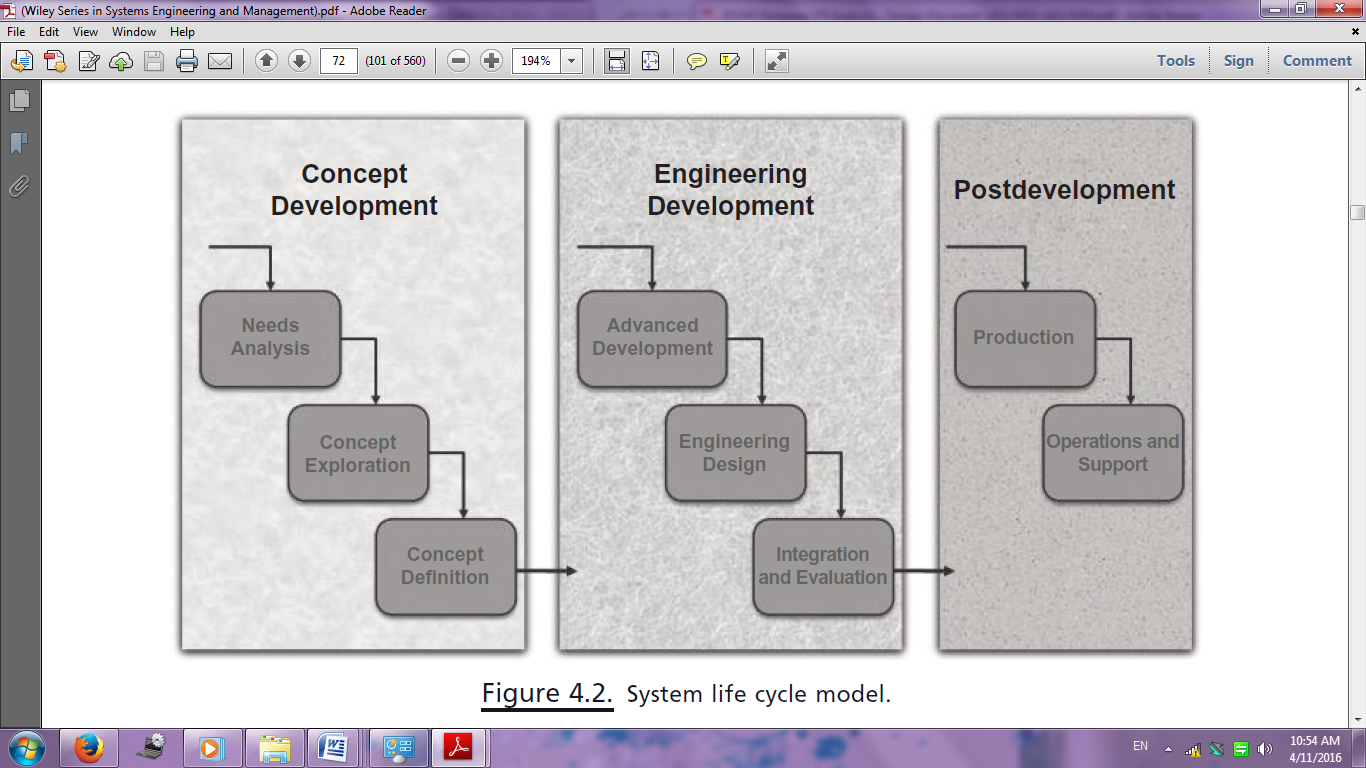 (Wiley Series in Systems Engineering and Management).pdf - Adobe Reader
File Edit View Window Help
72 (101 of 560) 194% Tools Sign Comment
Concept
Development
Needs
Analysis
Concept
Exploration
Concept
Definition
Engineering
Development
Advanced
Development
Engineering
Design
Integration
and Evaluation
Postdevelopment
Production
Operations and
Support
Figure 4.2. System life cycle model.
EN
10:54 AM
4/11/2016